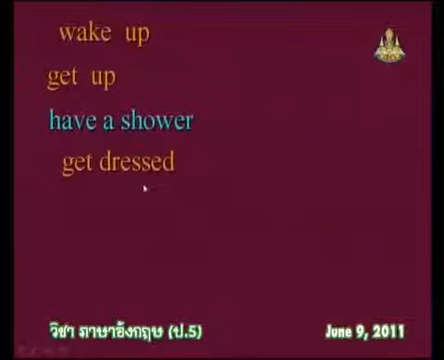 wake up
get up
have a shower
get dressed
วิชา ภาษาอังกฤษ (ป.5)
June 9, 2011